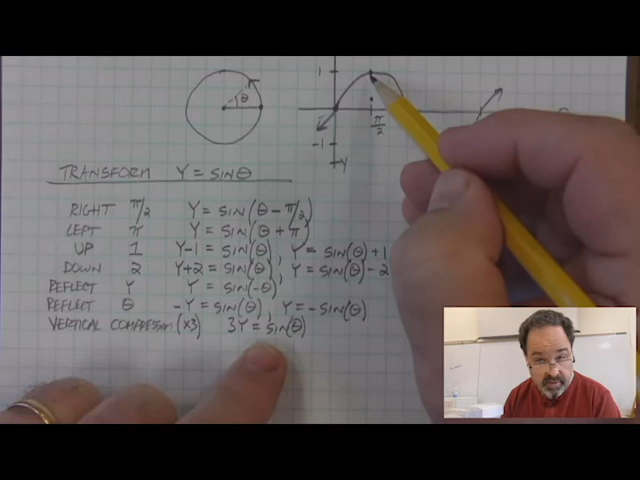 1
θ
π/2
-1
Y
TRANSFORM Y = SINθ
RIGHT π/2 Y = SIN(θ - π/2)
LEFT π Y = SIN(θ + π)
UP 1 Y-1 = SIN(θ), Y = SIN(θ) + 1
DOWN 2 Y+2 = SIN(θ), Y = SIN(θ) - 2
REFLECT Y Y = SIN(-θ)
REFLECT θ -Y = SIN(θ), Y = -SIN(θ)
VERTICAL COMPRESSION (×3) 3Y = SIN(θ)